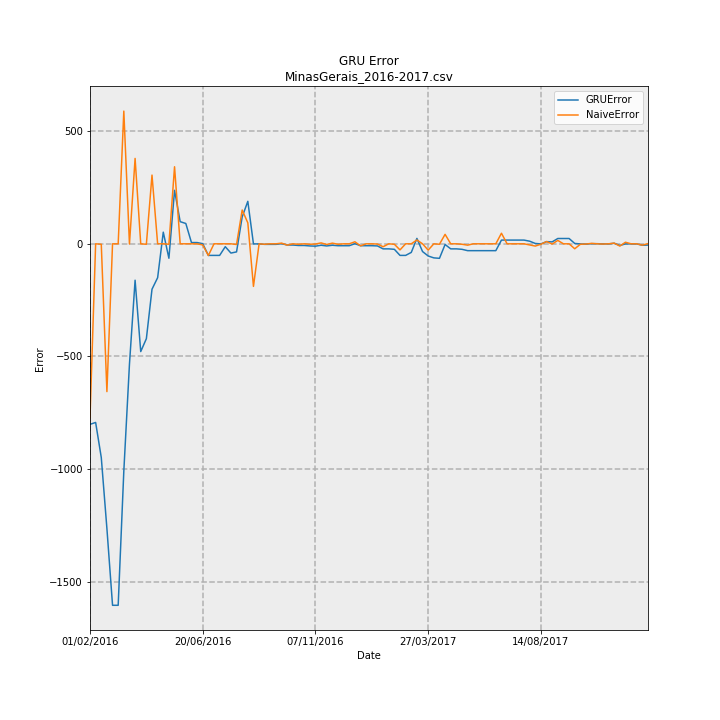 GRU Error
MinasGerais_2016-2017.csv
GRUError
NaiveError
500
0
−500
−1000
−1500
Error
01/02/2016
20/06/2016
07/11/2016
27/03/2017
14/08/2017
Date